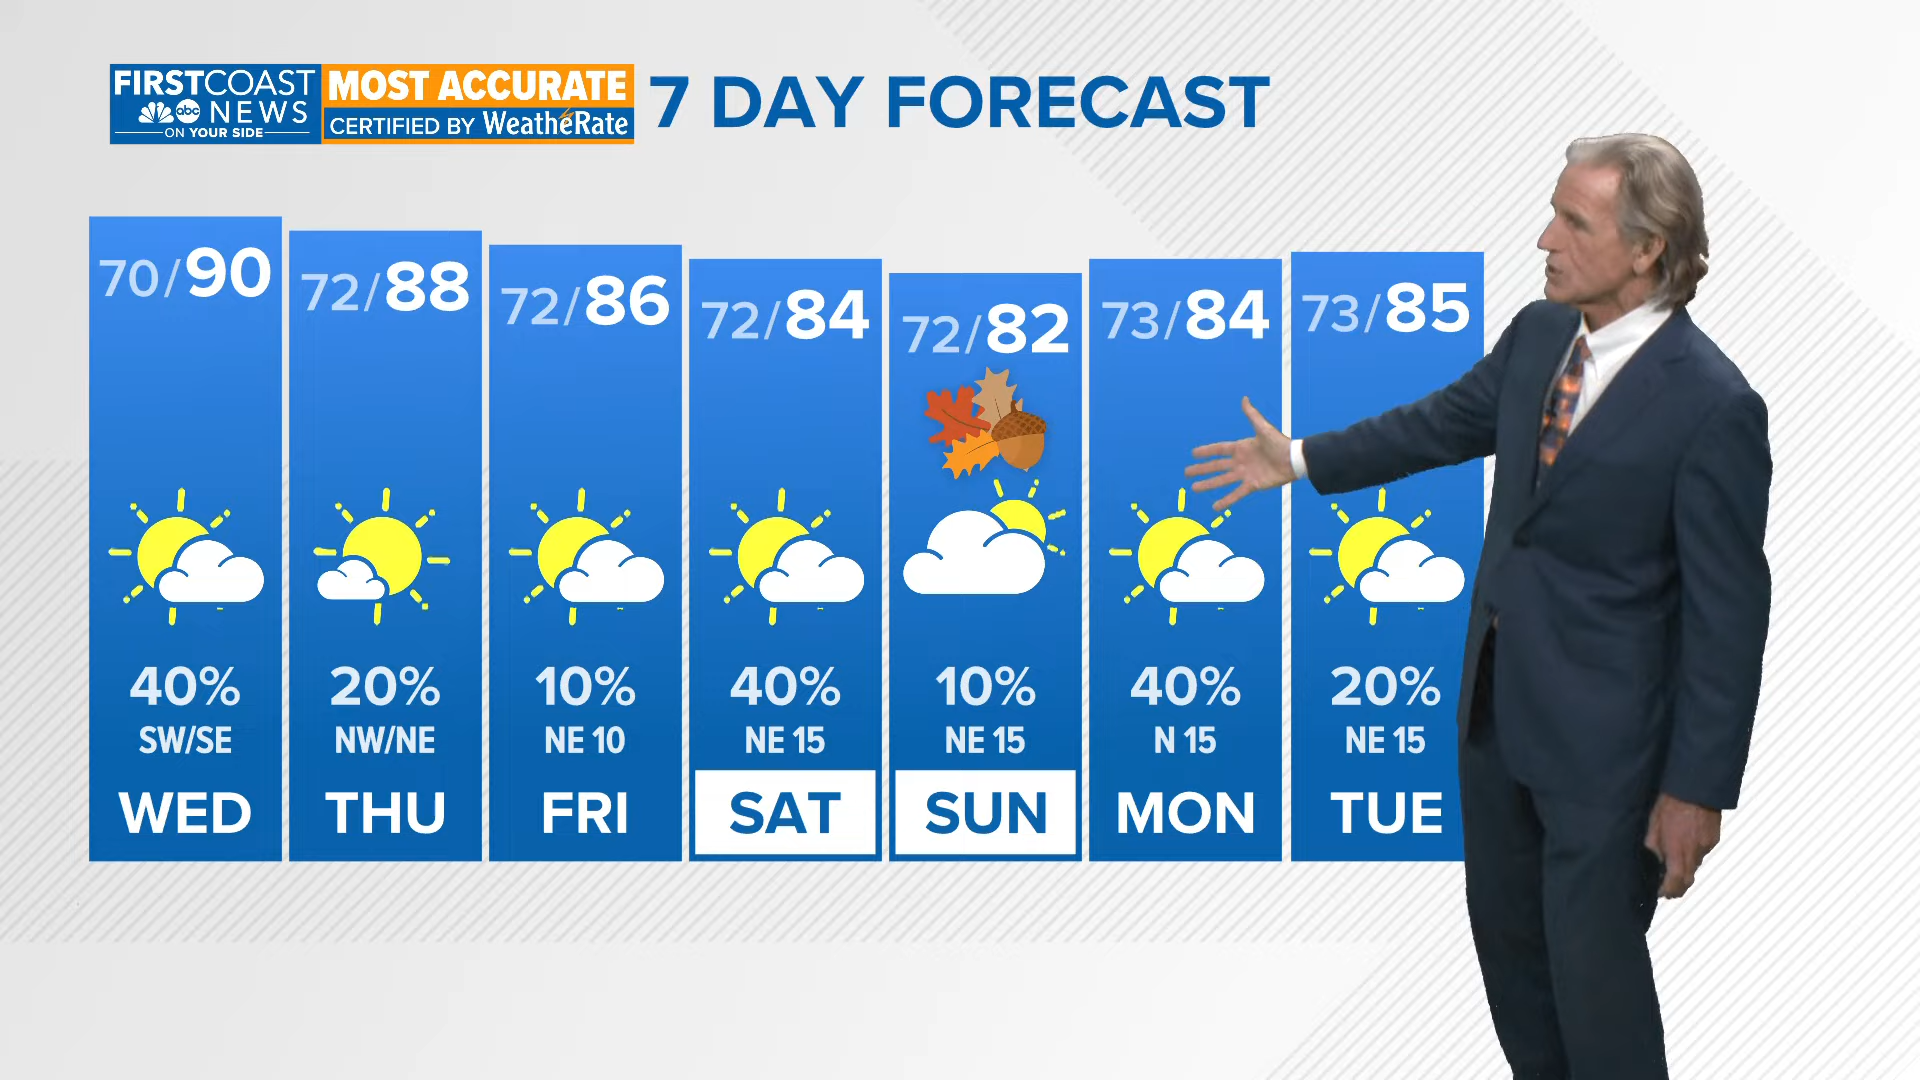 FIRSTCOAST
abc NEWS
ON YOUR SIDE
MOST ACCURATE
CERTIFIED BY WeatheRate
7 DAY FORECAST
70/90
72/88
72/86
72/84
72/82
73/84
73/85
40%
20%
10%
40%
10%
40%
20%
SW/SE
NW/NE
NE 10
NE 15
NE 15
N 15
NE 15
WED
THU
FRI
SAT
SUN
MON
TUE